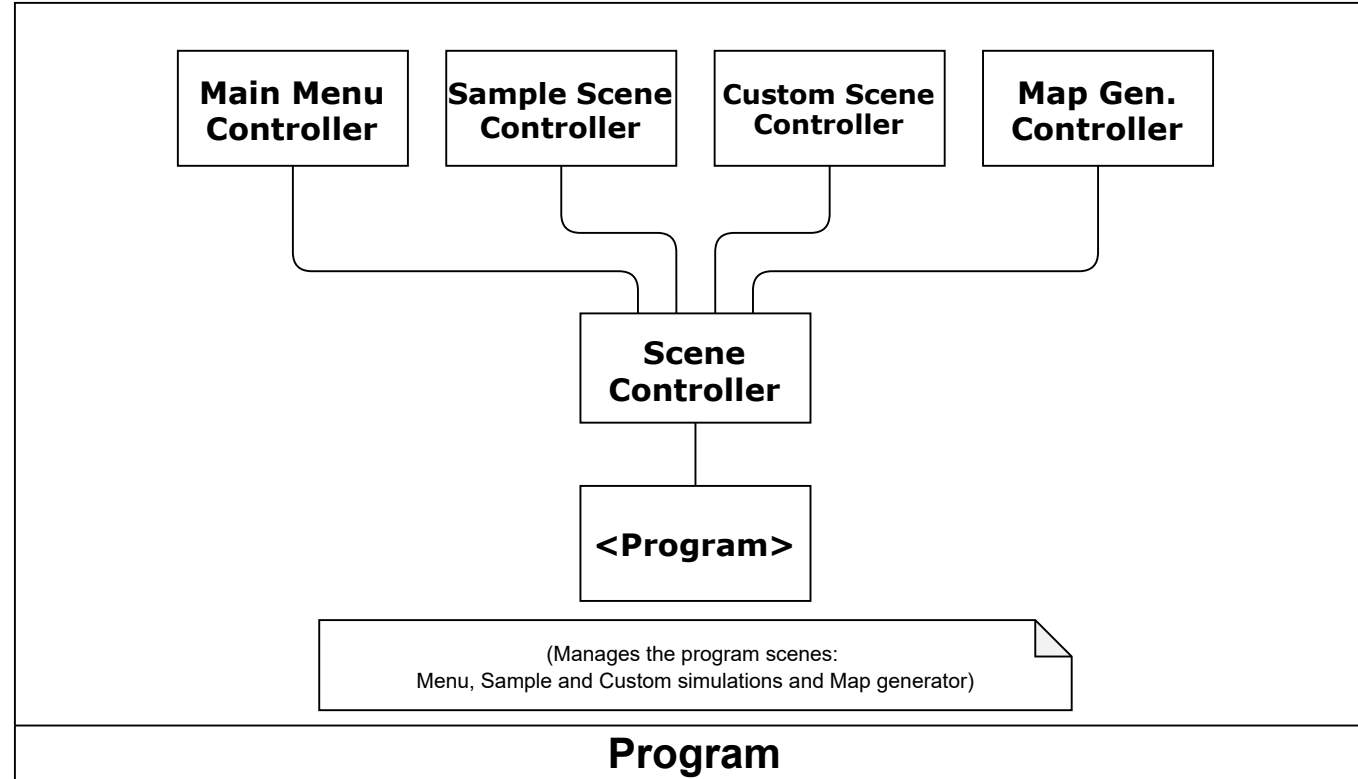 Main Menu
Controller
Sample Scene
Controller
Custom Scene
Controller
Map Gen.
Controller
Scene
Controller
<Program>
(Manages the program scenes:
Menu, Sample and Custom simulations and Map generator)
Program